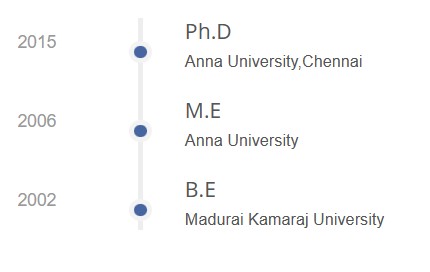 2015
Ph.D
Anna University,Chennai
2006
M.E
Anna University
2002
B.E
Madurai Kamaraj University